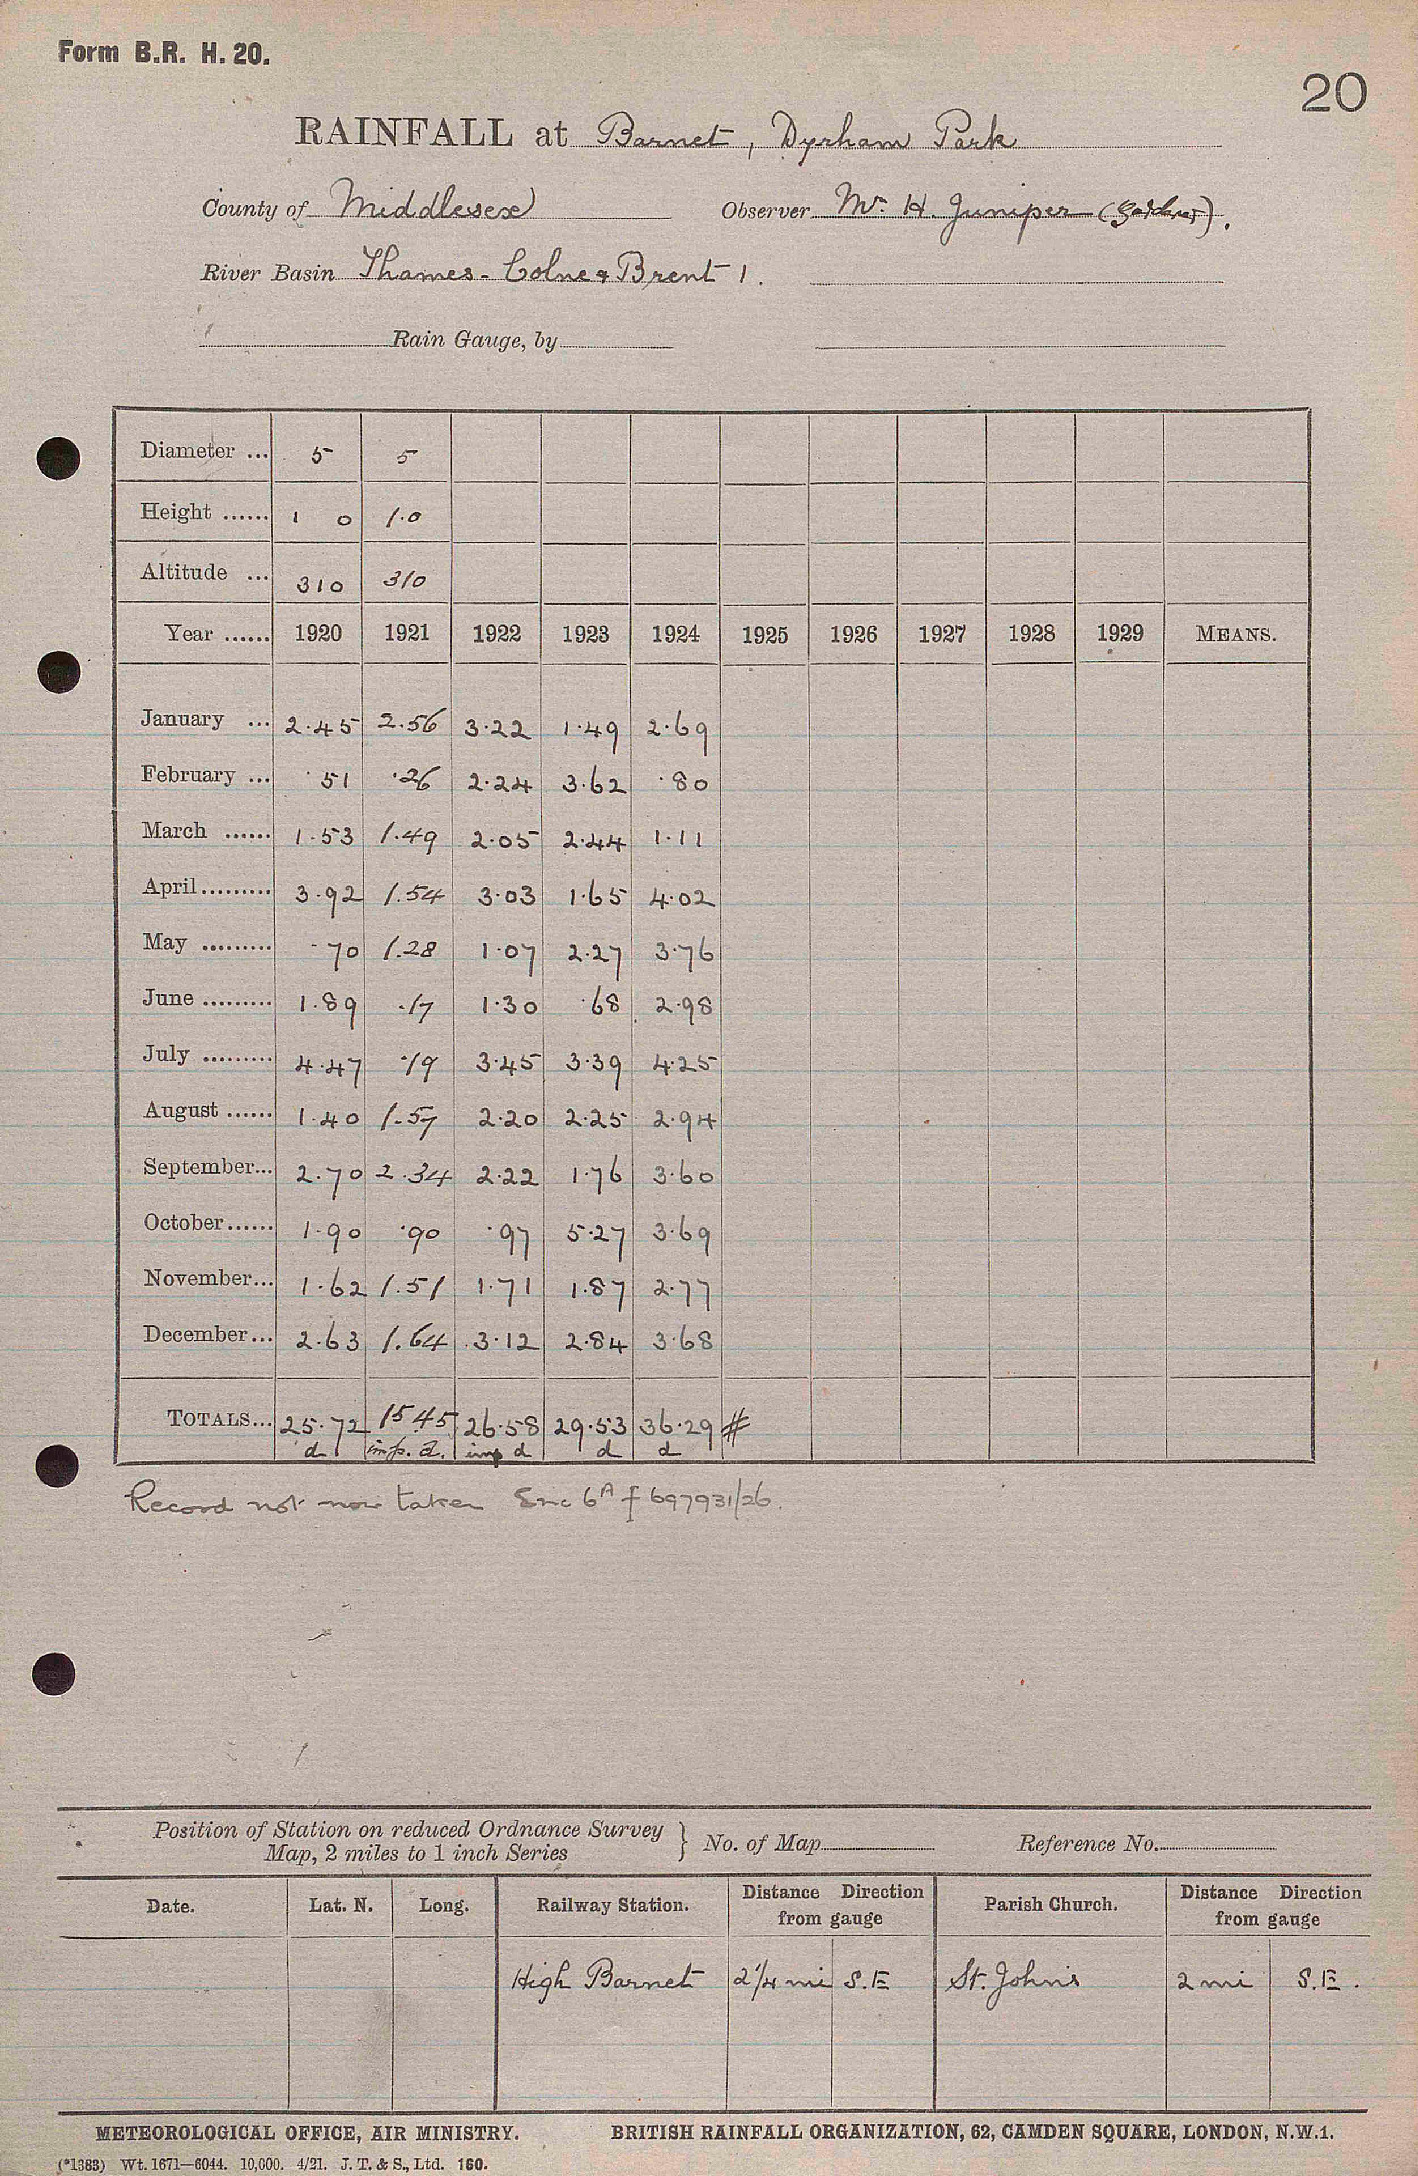 Form B.R. H. 20.
20
RAINFALL at Barnet, Dyrham Park
County of Middlesex Observer Mr. H. Juniper (Gardener).
River Basin Thames - Colne & Brent 1.
Rain Gauge, by
Diameter ... 5 5
Height ...... 1 0 1.0
Altitude ... 310 310
Year ...... 1920 1921 1922 1923 1924 1925 1926 1927 1928 1929 MEANS.
January ... 2.45 2.56 3.22 1.49 2.69
February ... .51 .26 2.24 3.62 .80
March ...... 1.53 1.49 2.05 2.44 1.11
April......... 3.92 1.54 3.03 1.65 4.02
May ......... .70 1.28 1.07 2.27 3.76
June ......... 1.89 .17 1.30 .68 2.98
July ......... 4.47 .19 3.45 3.39 4.25
August ...... 1.40 1.57 2.20 2.25 2.94
September... 2.70 2.34 2.22 1.76 3.60
October...... 1.90 .90 .97 5.27 3.69
November... 1.62 1.51 1.71 1.87 2.77
December... 2.63 1.64 3.12 2.84 3.68
TOTALS... 25.72 15.45 26.58 29.53 36.29 #
d imp. d. imp d d d
Record not now taken Enc 6A f 697931/26.
Position of Station on reduced Ordnance Survey
Map, 2 miles to 1 inch Series } No. of Map Reference No.
Date. Lat. N. Long. Railway Station. Distance Direction from gauge Parish Church. Distance Direction from gauge
High Barnet 2 1/4 mi S.E St. John's 2 mi S.E.
METEOROLOGICAL OFFICE, AIR MINISTRY. BRITISH RAINFALL ORGANIZATION, 62, CAMDEN SQUARE, LONDON, N.W.1.
(*1383) Wt. 1671—6044. 10,000. 4/21. J. T. & S., Ltd. 160.